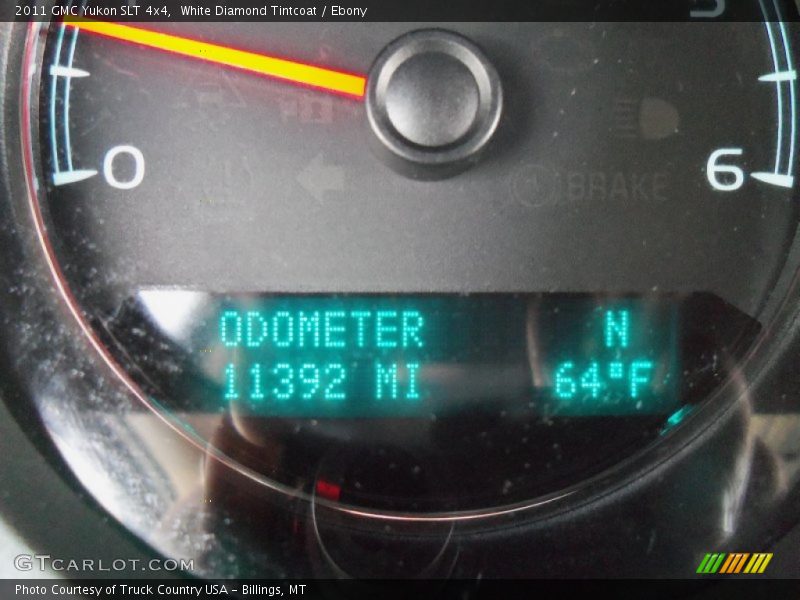 2011 GMC Yukon SLT 4x4, White Diamond Tintcoat / Ebony
0
6
BRAKE
ODOMETER N
11392 MI 64°F
GTCARLOT.COM
Photo Courtesy of Truck Country USA – Billings, MT